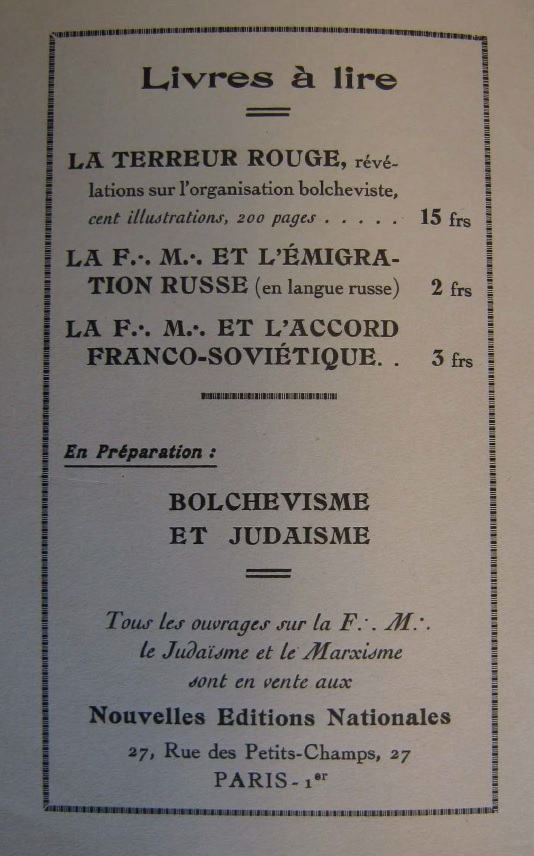 Livres à lire
LA TERREUR ROUGE, révé-
lations sur l'organisation bolcheviste,
cent illustrations, 200 pages . . . . . 15 frs
LA F∴ M∴ ET L'ÉMIGRA-
TION RUSSE (en langue russe) 2 frs
LA F∴ M∴ ET L'ACCORD
FRANCO-SOVIÉTIQUE. . 3 frs
En Préparation :
BOLCHEVISME
ET JUDAISME
Tous les ouvrages sur la F∴ M∴
le Judaïsme et le Marxisme
sont en vente aux
Nouvelles Editions Nationales
27, Rue des Petits-Champs, 27
PARIS - 1er